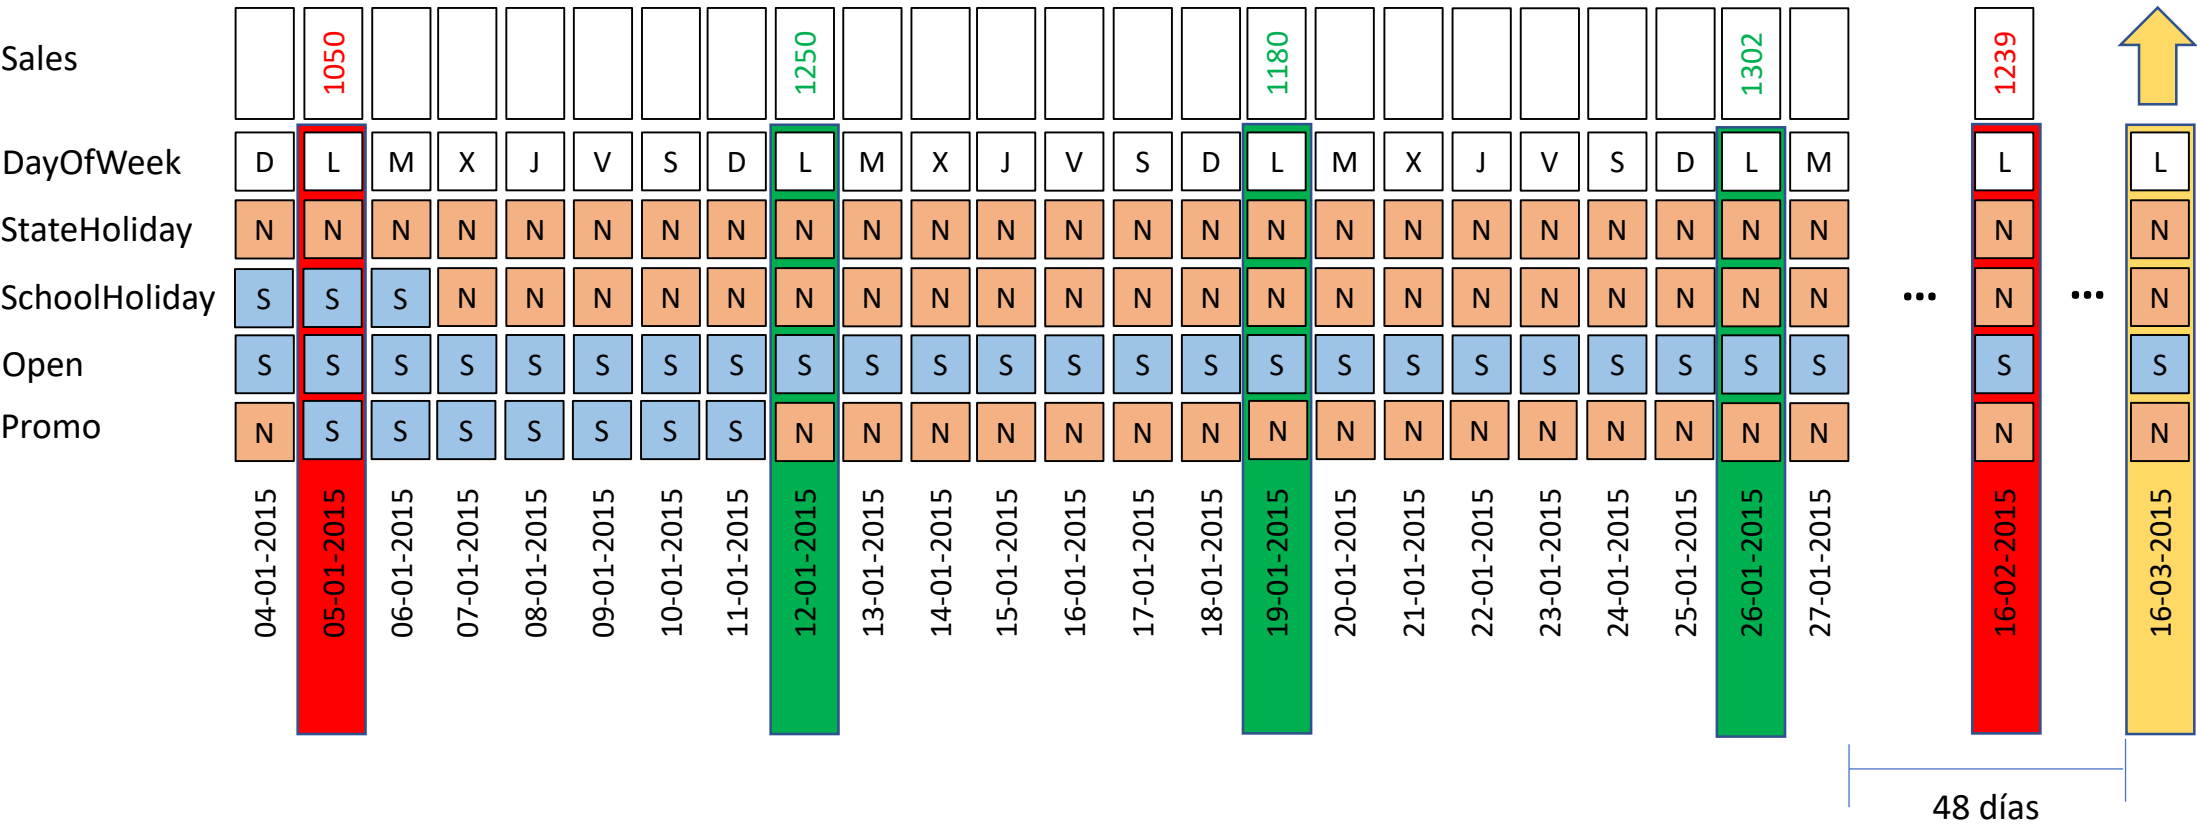 Sales 1050 1250 1180 1302 1239
DayOfWeek D L M X J V S D L M X J V S D L M X J V S D L M L L
StateHoliday N N N N N N N N N N N N N N N N N N N N N N N N N N
SchoolHoliday S S S N N N N N N N N N N N N N N N N N N N N N ... N ... N
Open S S S S S S S S S S S S S S S S S S S S S S S S S S
Promo N S S S S S S S N N N N N N N N N N N N N N N N N N
04-01-2015 05-01-2015 06-01-2015 07-01-2015 08-01-2015 09-01-2015 10-01-2015 11-01-2015 12-01-2015 13-01-2015 14-01-2015 15-01-2015 16-01-2015 17-01-2015 18-01-2015 19-01-2015 20-01-2015 21-01-2015 22-01-2015 23-01-2015 24-01-2015 25-01-2015 26-01-2015 27-01-2015 16-02-2015 16-03-2015
48 días